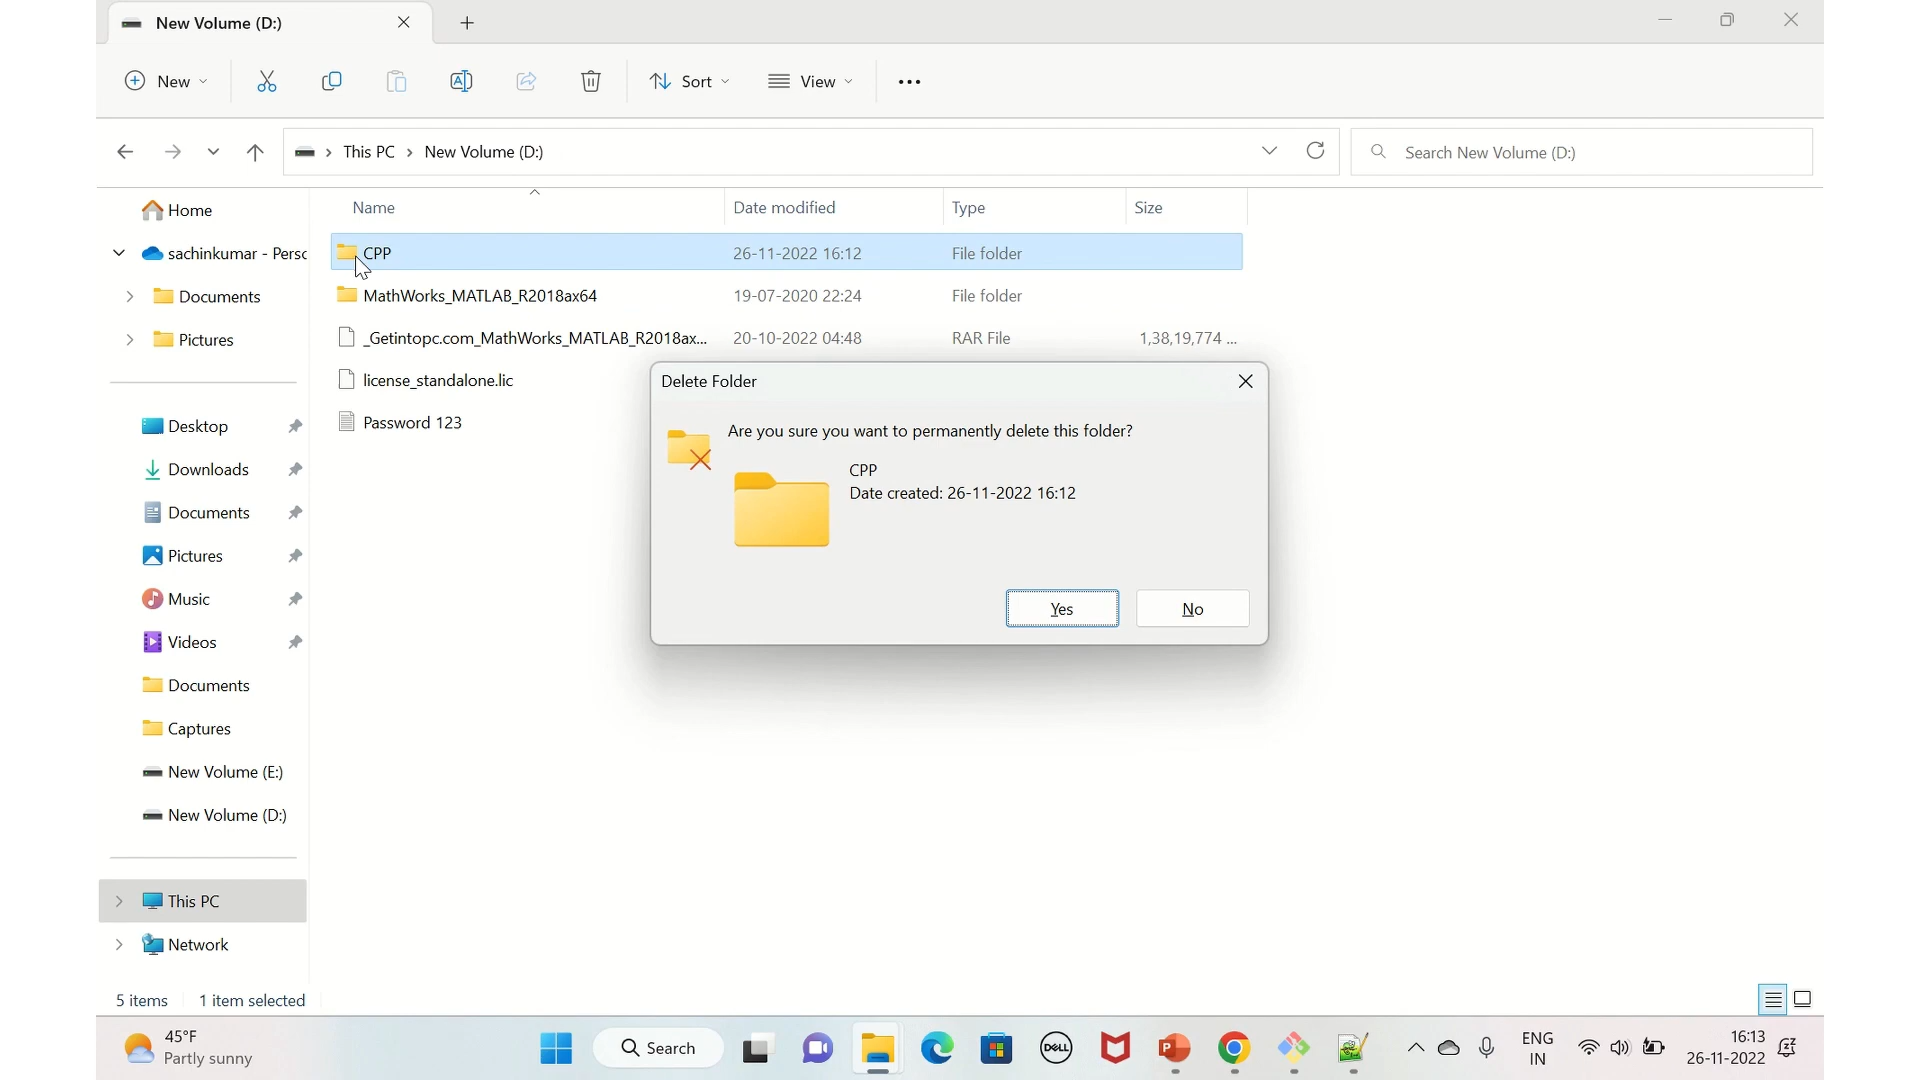 New Volume (D:)
New
Sort
View
This PC
New Volume (D:)
Search New Volume (D:)
Home
sachinkumar - Persc
Documents
Pictures
Desktop
Downloads
Documents
Pictures
Music
Videos
Documents
Captures
New Volume (E:)
New Volume (D:)
This PC
Network
Name Date modified Type Size
CPP 26-11-2022 16:12 File folder
MathWorks_MATLAB_R2018ax64 19-07-2020 22:24 File folder
_Getintopc.com_MathWorks_MATLAB_R2018ax... 20-10-2022 04:48 RAR File 1,38,19,774 ...
license_standalone.lic
Password 123
Delete Folder
Are you sure you want to permanently delete this folder?
CPP
Date created: 26-11-2022 16:12
Yes No
5 items 1 item selected
45°F
Partly sunny
Search
DELL
P
ENG
IN
16:13
26-11-2022